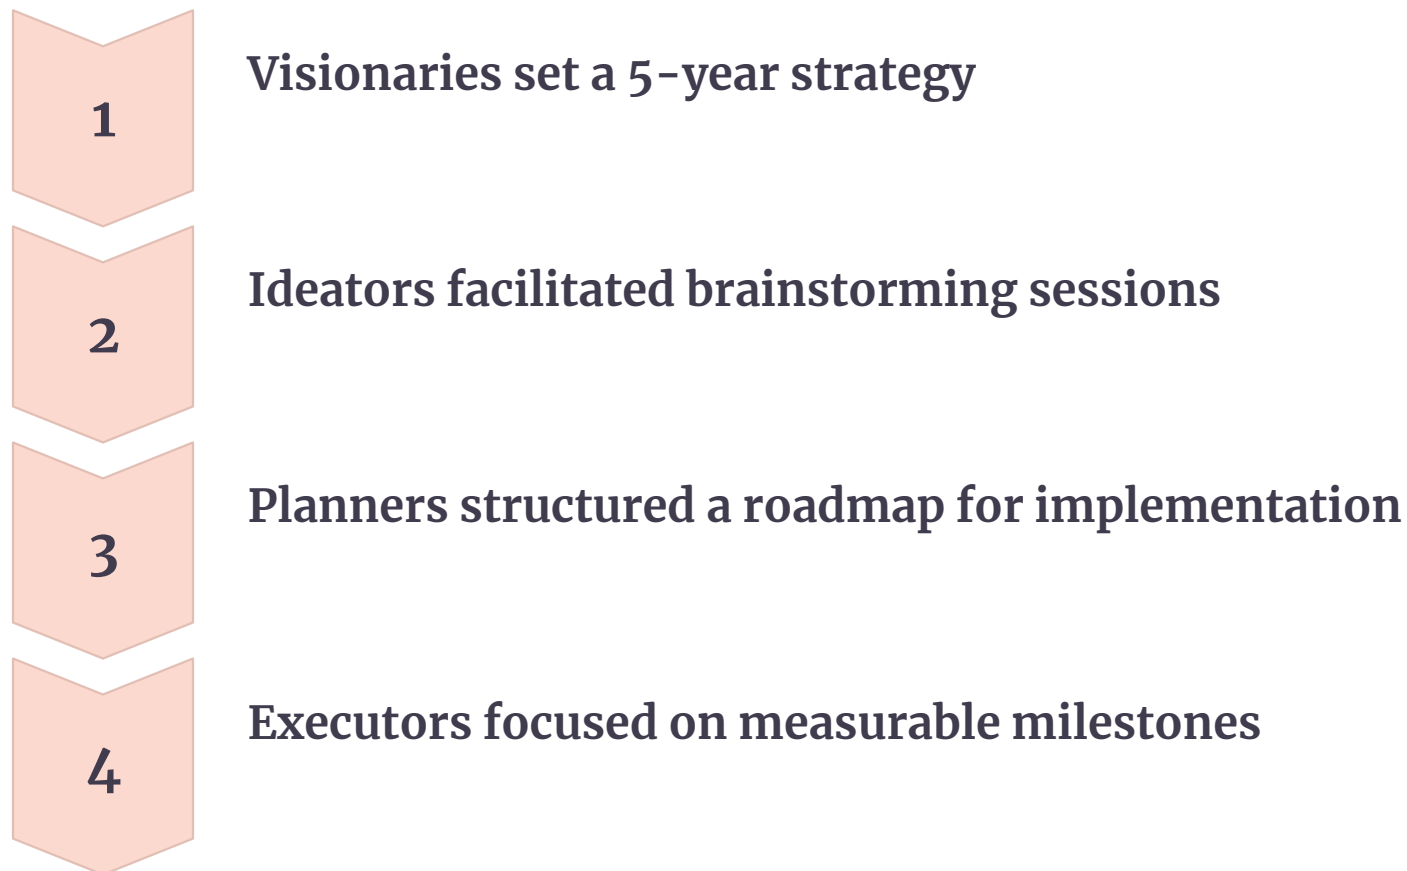 1
Visionaries set a 5-year strategy
2
Ideators facilitated brainstorming sessions
3
Planners structured a roadmap for implementation
4
Executors focused on measurable milestones